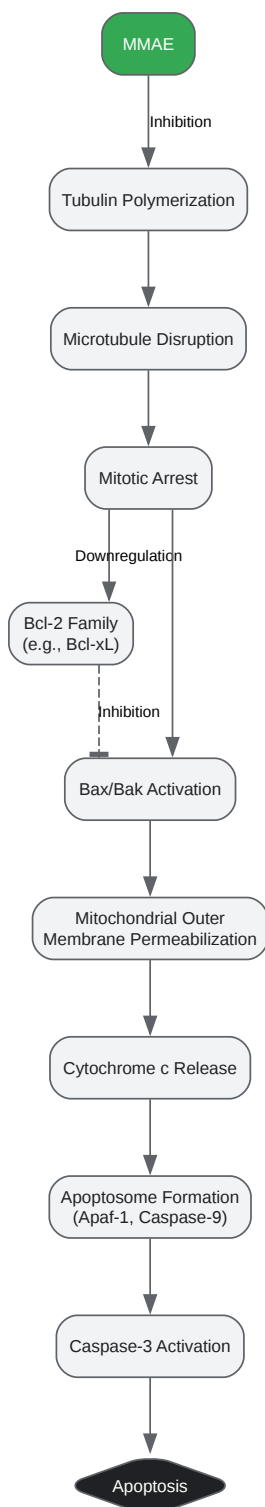 MMAE
Inhibition
Tubulin Polymerization
Microtubule Disruption
Mitotic Arrest
Downregulation
Bcl-2 Family
(e.g., Bcl-xL)
Inhibition
Bax/Bak Activation
Mitochondrial Outer
Membrane Permeabilization
Cytochrome c Release
Apoptosome Formation
(Apaf-1, Caspase-9)
Caspase-3 Activation
Apoptosis